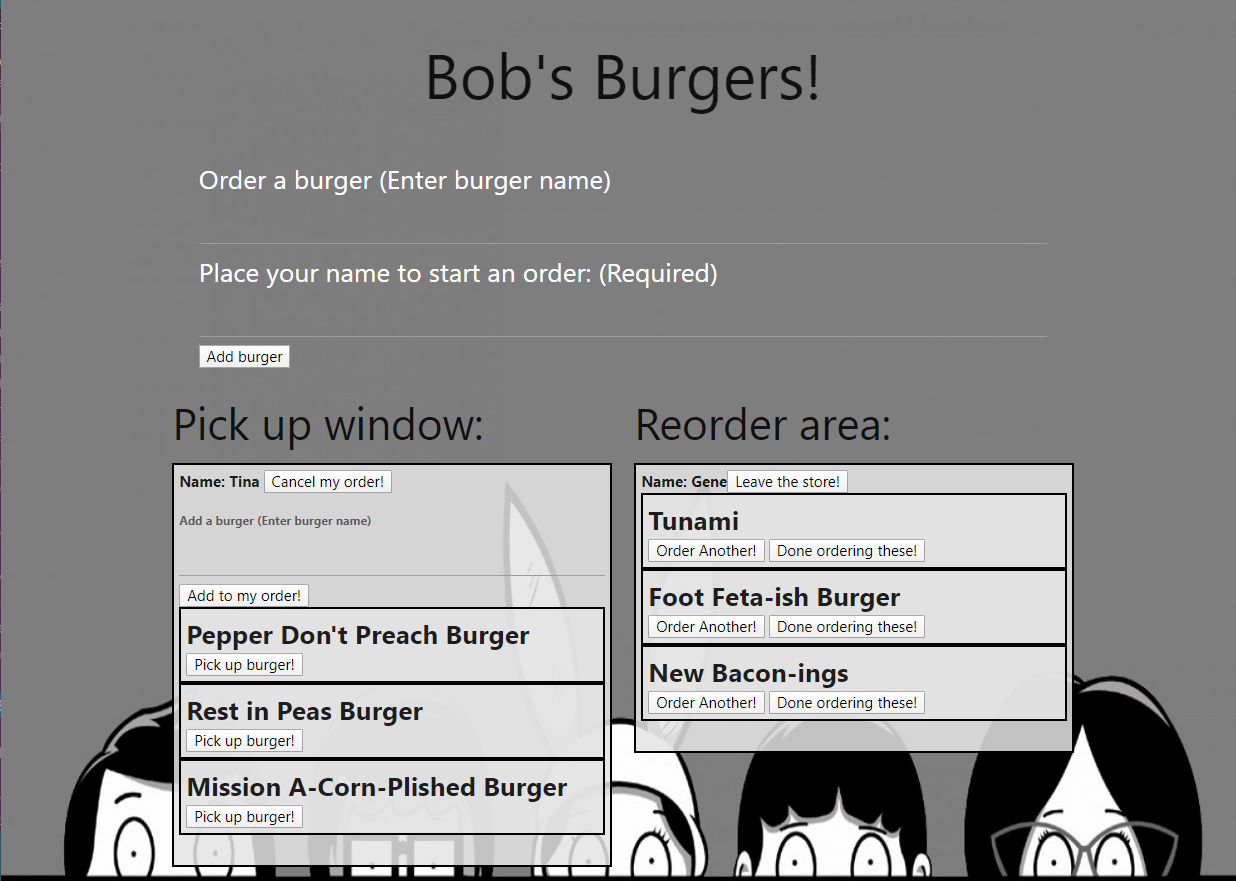 Bob's Burgers!
Order a burger (Enter burger name)
Place your name to start an order: (Required)
Add burger
Pick up window:
Name: Tina Cancel my order!
Add a burger (Enter burger name)
Add to my order!
Pepper Don't Preach Burger
Pick up burger!
Rest in Peas Burger
Pick up burger!
Mission A-Corn-Plished Burger
Pick up burger!
Reorder area:
Name: Gene Leave the store!
Tunami
Order Another! Done ordering these!
Foot Feta-ish Burger
Order Another! Done ordering these!
New Bacon-ings
Order Another! Done ordering these!